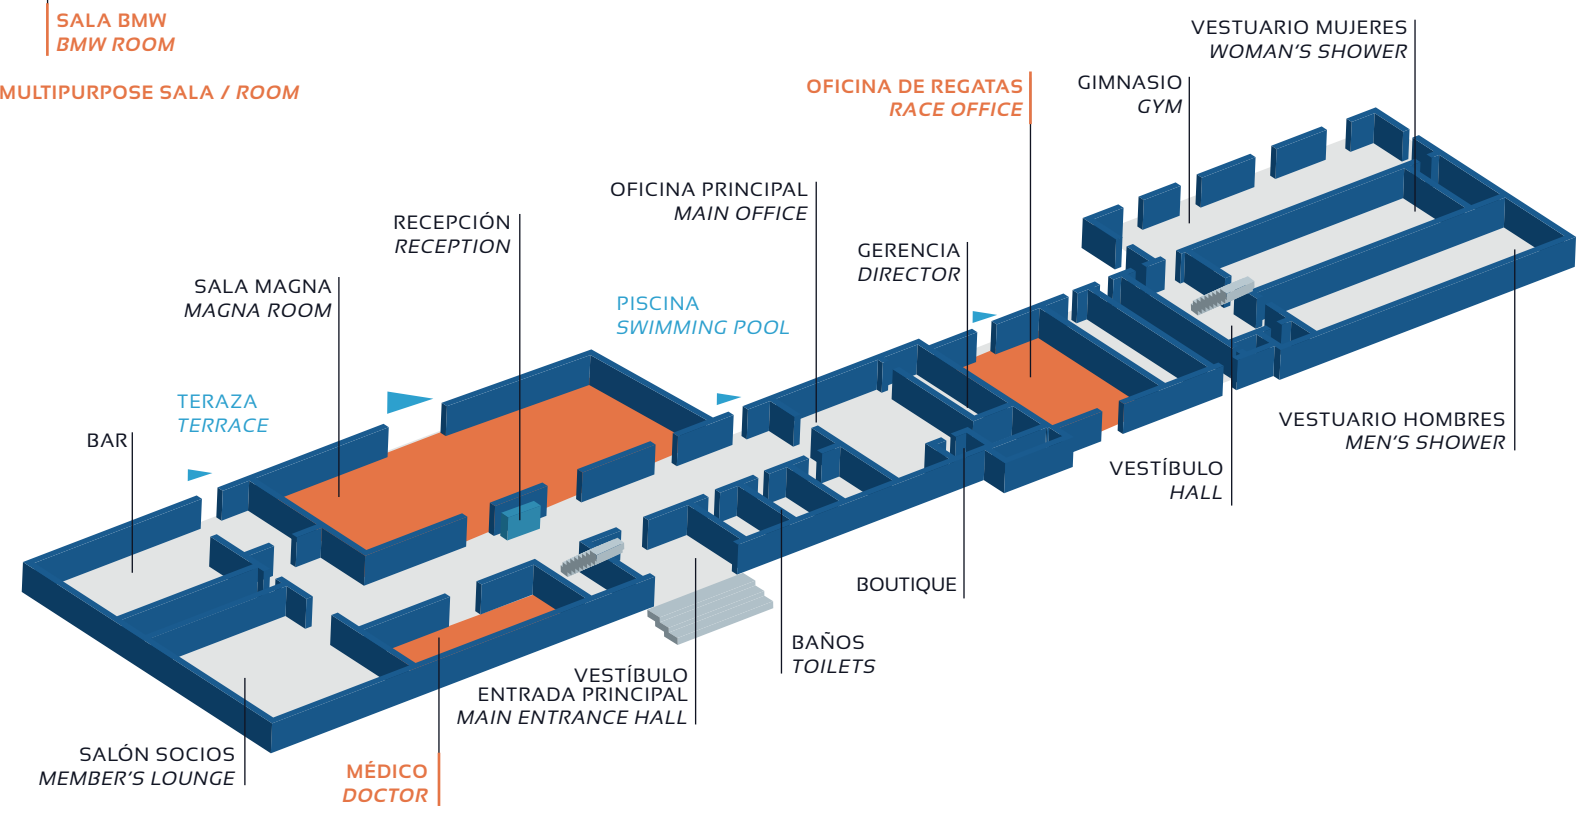 SALA BMW
BMW ROOM
MULTIPURPOSE SALA / ROOM
VESTUARIO MUJERES
WOMAN'S SHOWER
OFICINA DE REGATAS
RACE OFFICE
GIMNASIO
GYM
OFICINA PRINCIPAL
MAIN OFFICE
RECEPCIÓN
RECEPTION
GERENCIA
DIRECTOR
SALA MAGNA
MAGNA ROOM
PISCINA
SWIMMING POOL
TERAZA
TERRACE
BAR
VESTUARIO HOMBRES
MEN'S SHOWER
VESTÍBULO
HALL
BOUTIQUE
BAÑOS
TOILETS
VESTÍBULO
ENTRADA PRINCIPAL
MAIN ENTRANCE HALL
SALÓN SOCIOS
MEMBER'S LOUNGE
MÉDICO
DOCTOR